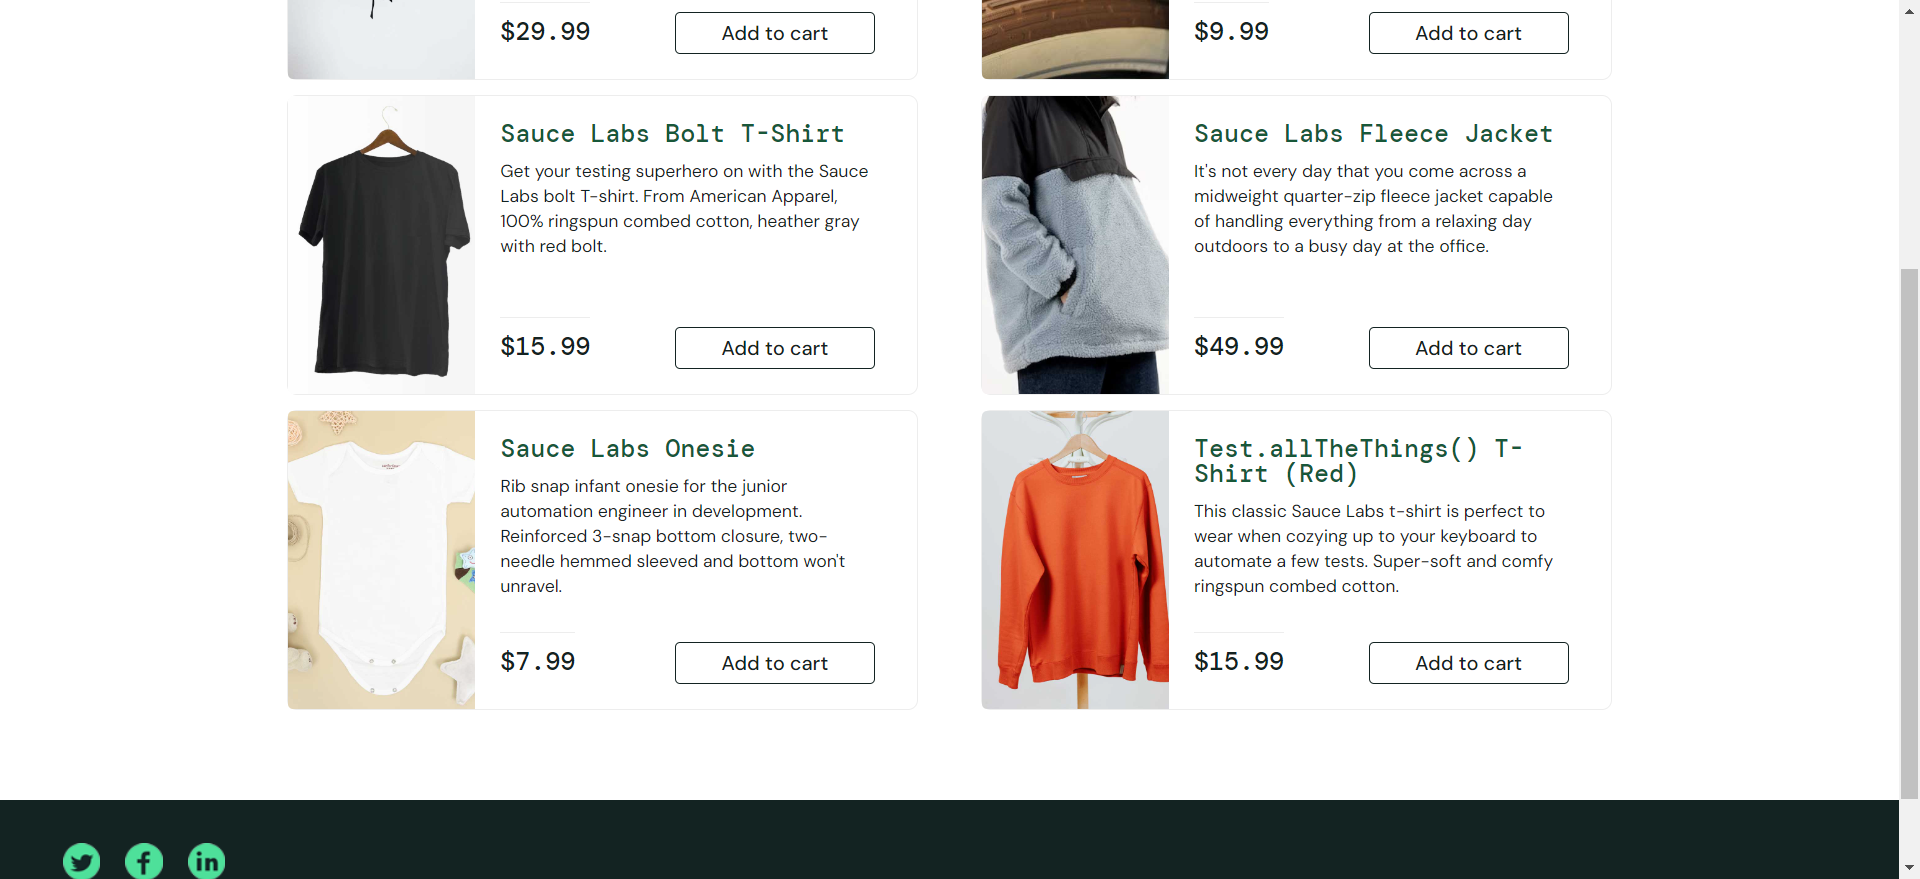 $29.99
Add to cart
$9.99
Add to cart
Sauce Labs Bolt T-Shirt
Get your testing superhero on with the Sauce
Labs bolt T-shirt. From American Apparel,
100% ringspun combed cotton, heather gray
with red bolt.
$15.99
Add to cart
Sauce Labs Fleece Jacket
It's not every day that you come across a
midweight quarter-zip fleece jacket capable
of handling everything from a relaxing day
outdoors to a busy day at the office.
$49.99
Add to cart
Sauce Labs Onesie
Rib snap infant onesie for the junior
automation engineer in development.
Reinforced 3-snap bottom closure, two-
needle hemmed sleeved and bottom won't
unravel.
$7.99
Add to cart
Test.allTheThings() T-
Shirt (Red)
This classic Sauce Labs t-shirt is perfect to
wear when cozying up to your keyboard to
automate a few tests. Super-soft and comfy
ringspun combed cotton.
$15.99
Add to cart